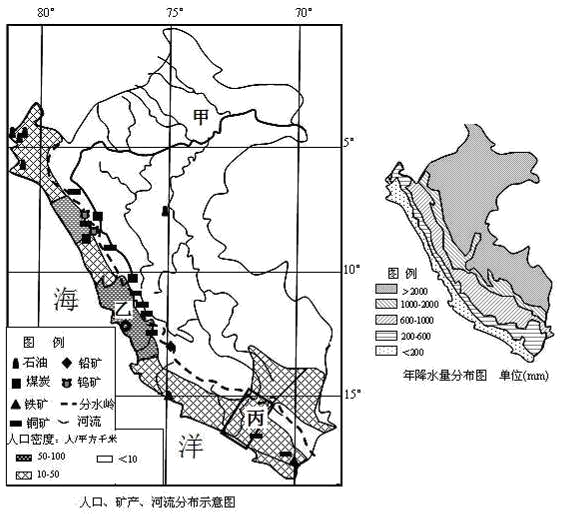 80° 75° 70°
甲
5°
10°
海
乙
15°
丙
洋
图 例
石油 铅矿
煤炭 钨矿
铁矿 分水岭
铜矿 河流
人口密度：人/平方千米
50-100 <10
10-50
人口、矿产、河流分布示意图
图 例
>2000
1000-2000
600-1000
200-600
<200
年降水量分布图 单位(mm)